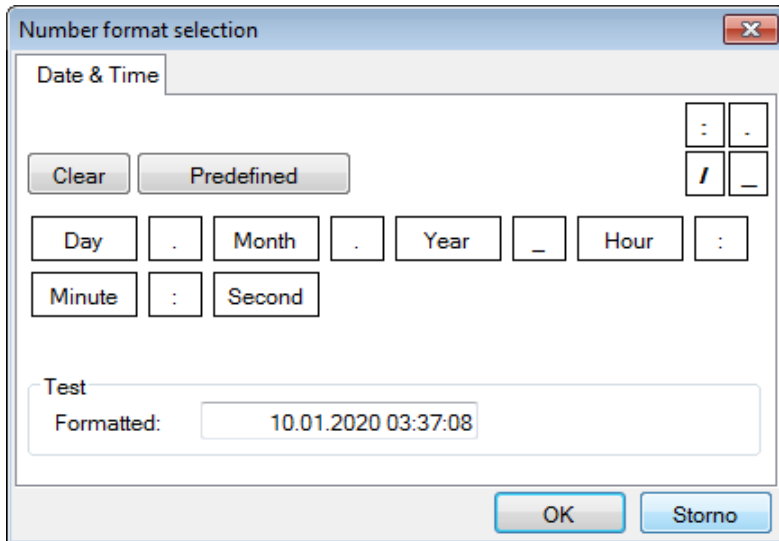 Number format selection
Date & Time
: .
Clear Predefined / _
Day . Month . Year _ Hour :
Minute : Second
Test
Formatted: 10.01.2020 03:37:08
OK Storno